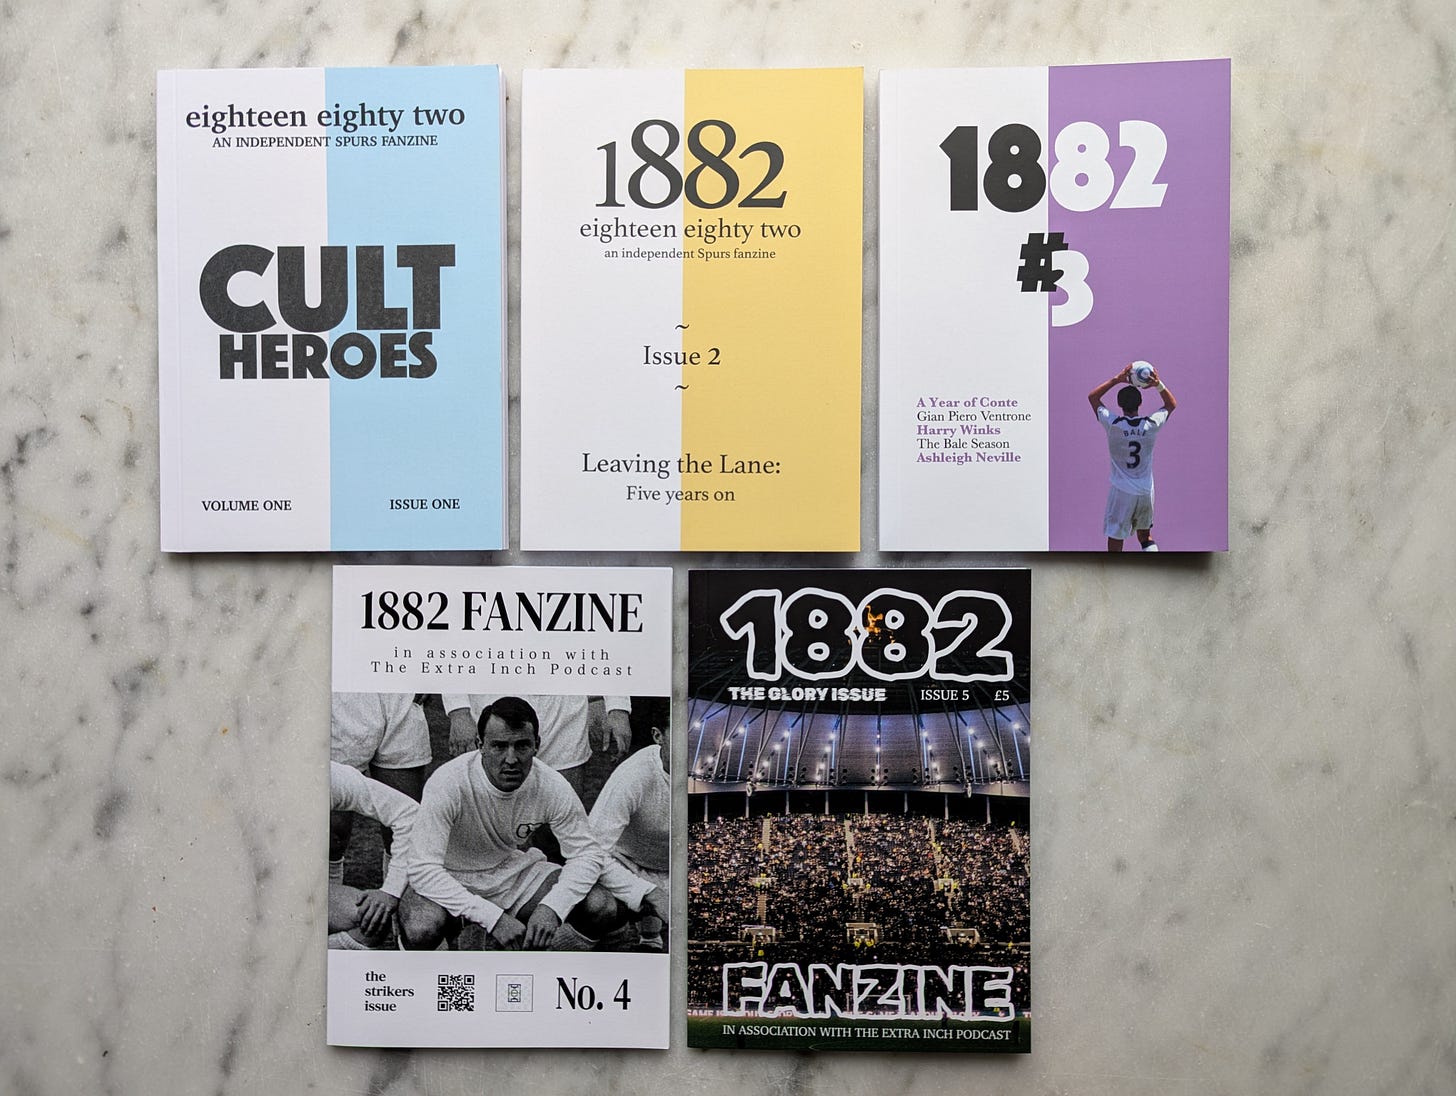 eighteen eighty two
AN INDEPENDENT SPURS FANZINE
CULT
HEROES
VOLUME ONE
ISSUE ONE
1882
eighteen eighty two
an independent Spurs fanzine
~
Issue 2
~
Leaving the Lane:
Five years on
1882
#3
A Year of Conte
Gian Piero Ventrone
Harry Winks
The Bale Season
Ashleigh Neville
BALE
3
1882 FANZINE
in association with
The Extra Inch Podcast
the
strikers
issue
No. 4
1882
THE GLORY ISSUE
ISSUE 5
£5
FANZINE
IN ASSOCIATION WITH THE EXTRA INCH PODCAST